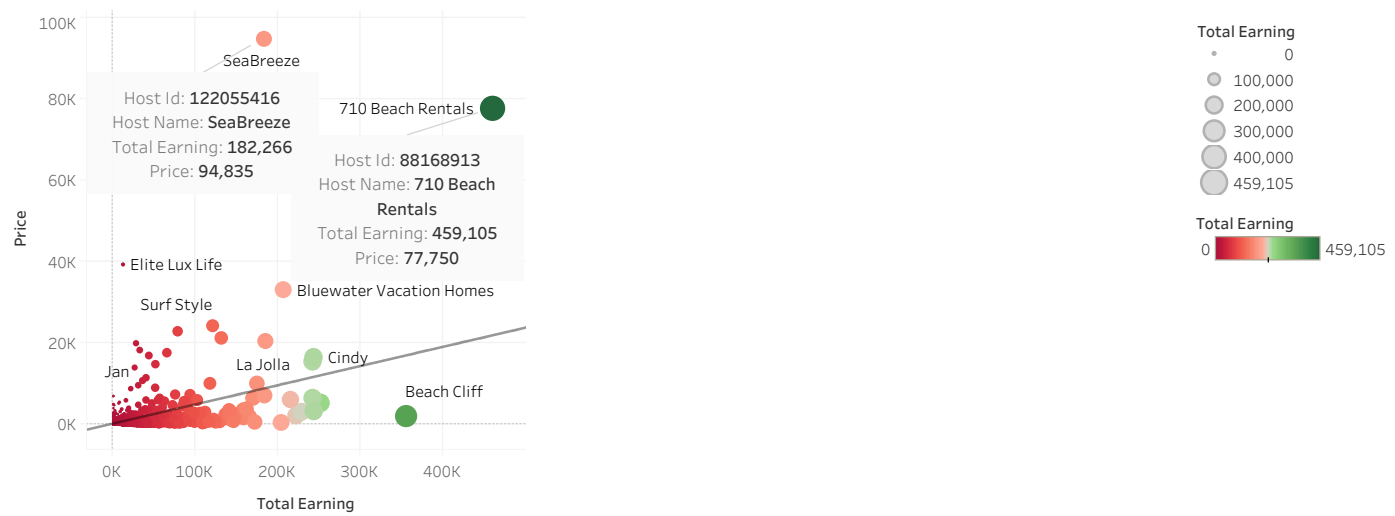 100K
80K
60K
40K
20K
0K
Price
0K
100K
200K
300K
400K
Total Earning
SeaBreeze
Host Id: 122055416
Host Name: SeaBreeze
Total Earning: 182,266
Price: 94,835
710 Beach Rentals
Host Id: 88168913
Host Name: 710 Beach
Rentals
Total Earning: 459,105
Price: 77,750
Elite Lux Life
Bluewater Vacation Homes
Surf Style
La Jolla
Cindy
Jan
Beach Cliff
Total Earning
0
100,000
200,000
300,000
400,000
459,105
Total Earning
0
459,105